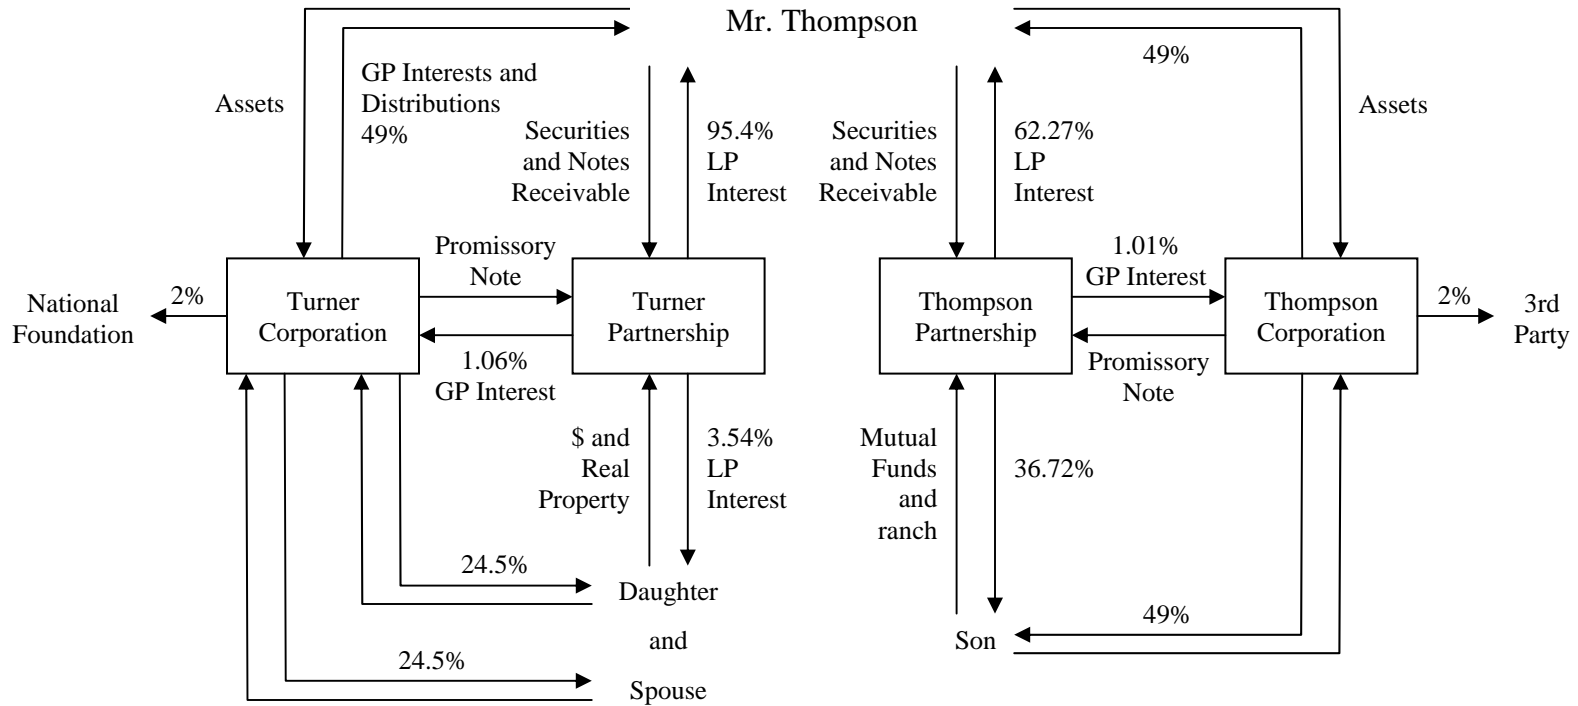 Mr. Thompson
49%
GP Interests and
Distributions
49%
Assets
Assets
Securities
and Notes
Receivable
95.4%
LP
Interest
Securities
and Notes
Receivable
62.27%
LP
Interest
Promissory
Note
1.01%
GP Interest
National
Foundation
2%
Turner
Corporation
Turner
Partnership
Thompson
Partnership
Thompson
Corporation
2%
3rd
Party
1.06%
GP Interest
Promissory
Note
$ and
Real
Property
3.54%
LP
Interest
Mutual
Funds
and
ranch
36.72%
24.5%
Daughter
and
24.5%
Spouse
Son
49%